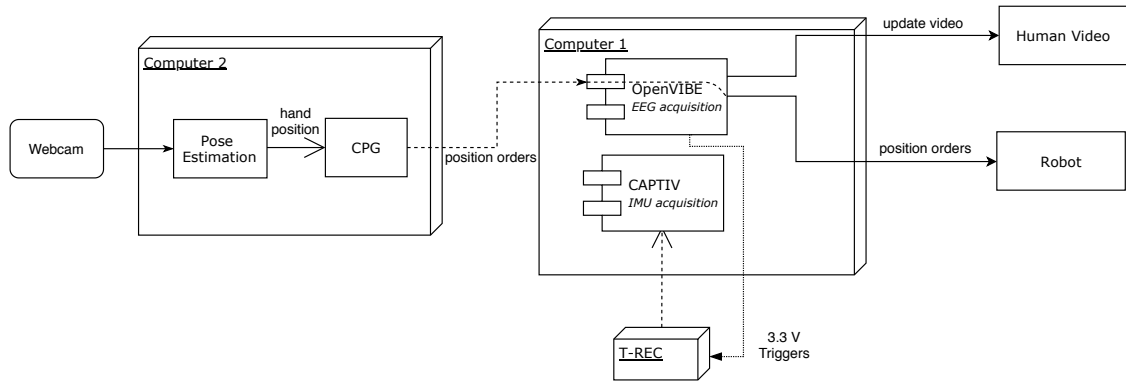 Computer 2
Webcam
Pose
Estimation
hand
position
CPG
position orders
Computer 1
OpenVIBE
EEG acquisition
CAPTIV
IMU acquisition
T-REC
3.3 V
Triggers
update video
Human Video
position orders
Robot